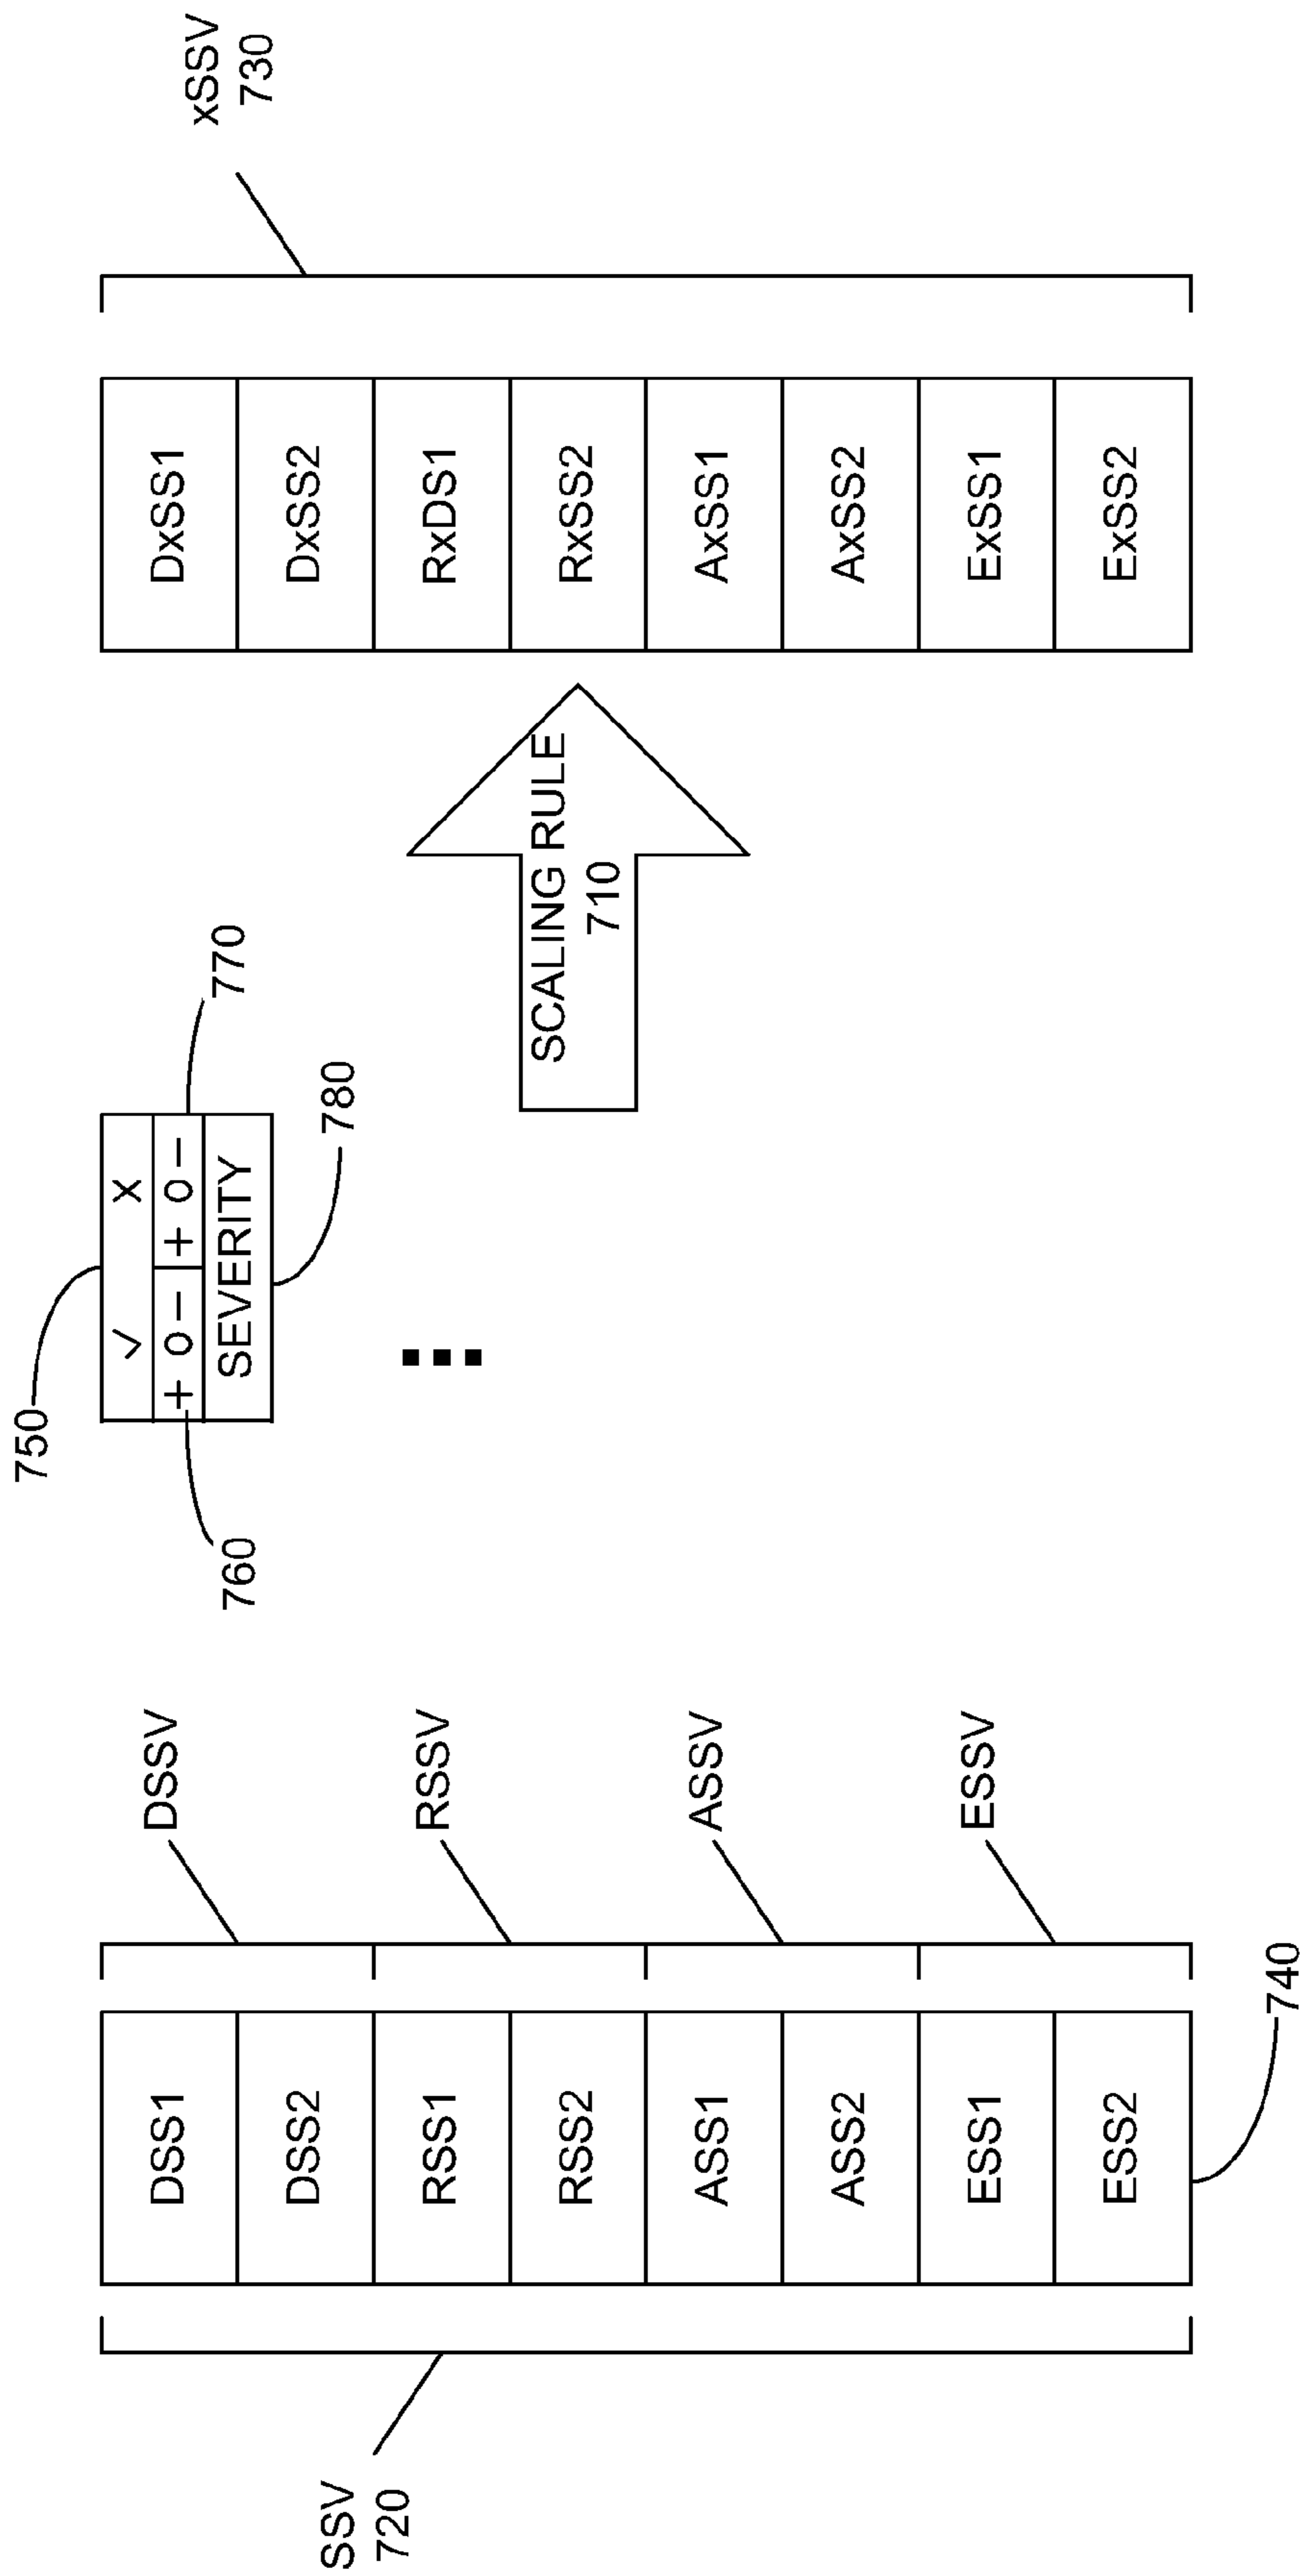 SSV
720
DSS1
DSS2
RSS1
RSS2
ASS1
ASS2
ESS1
ESS2
740
DSSV
RSSV
ASSV
ESSV
750
760
✓ X
+ O − + O −
SEVERITY
770
780
SCALING RULE
710
DxSS1
DxSS2
RxDS1
RxSS2
AxSS1
AxSS2
ExSS1
ExSS2
xSSV
730